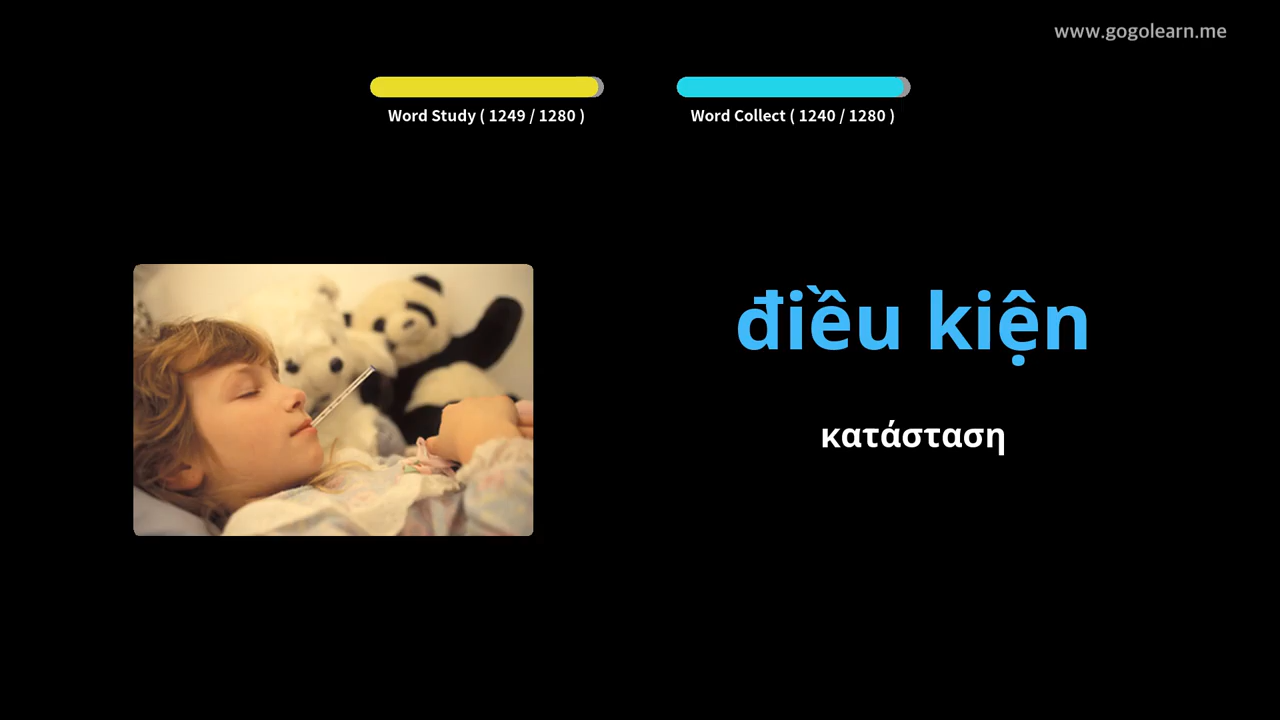 www.gogolearn.me
Word Study ( 1249 / 1280 )
Word Collect ( 1240 / 1280 )
điều kiện
κατάσταση